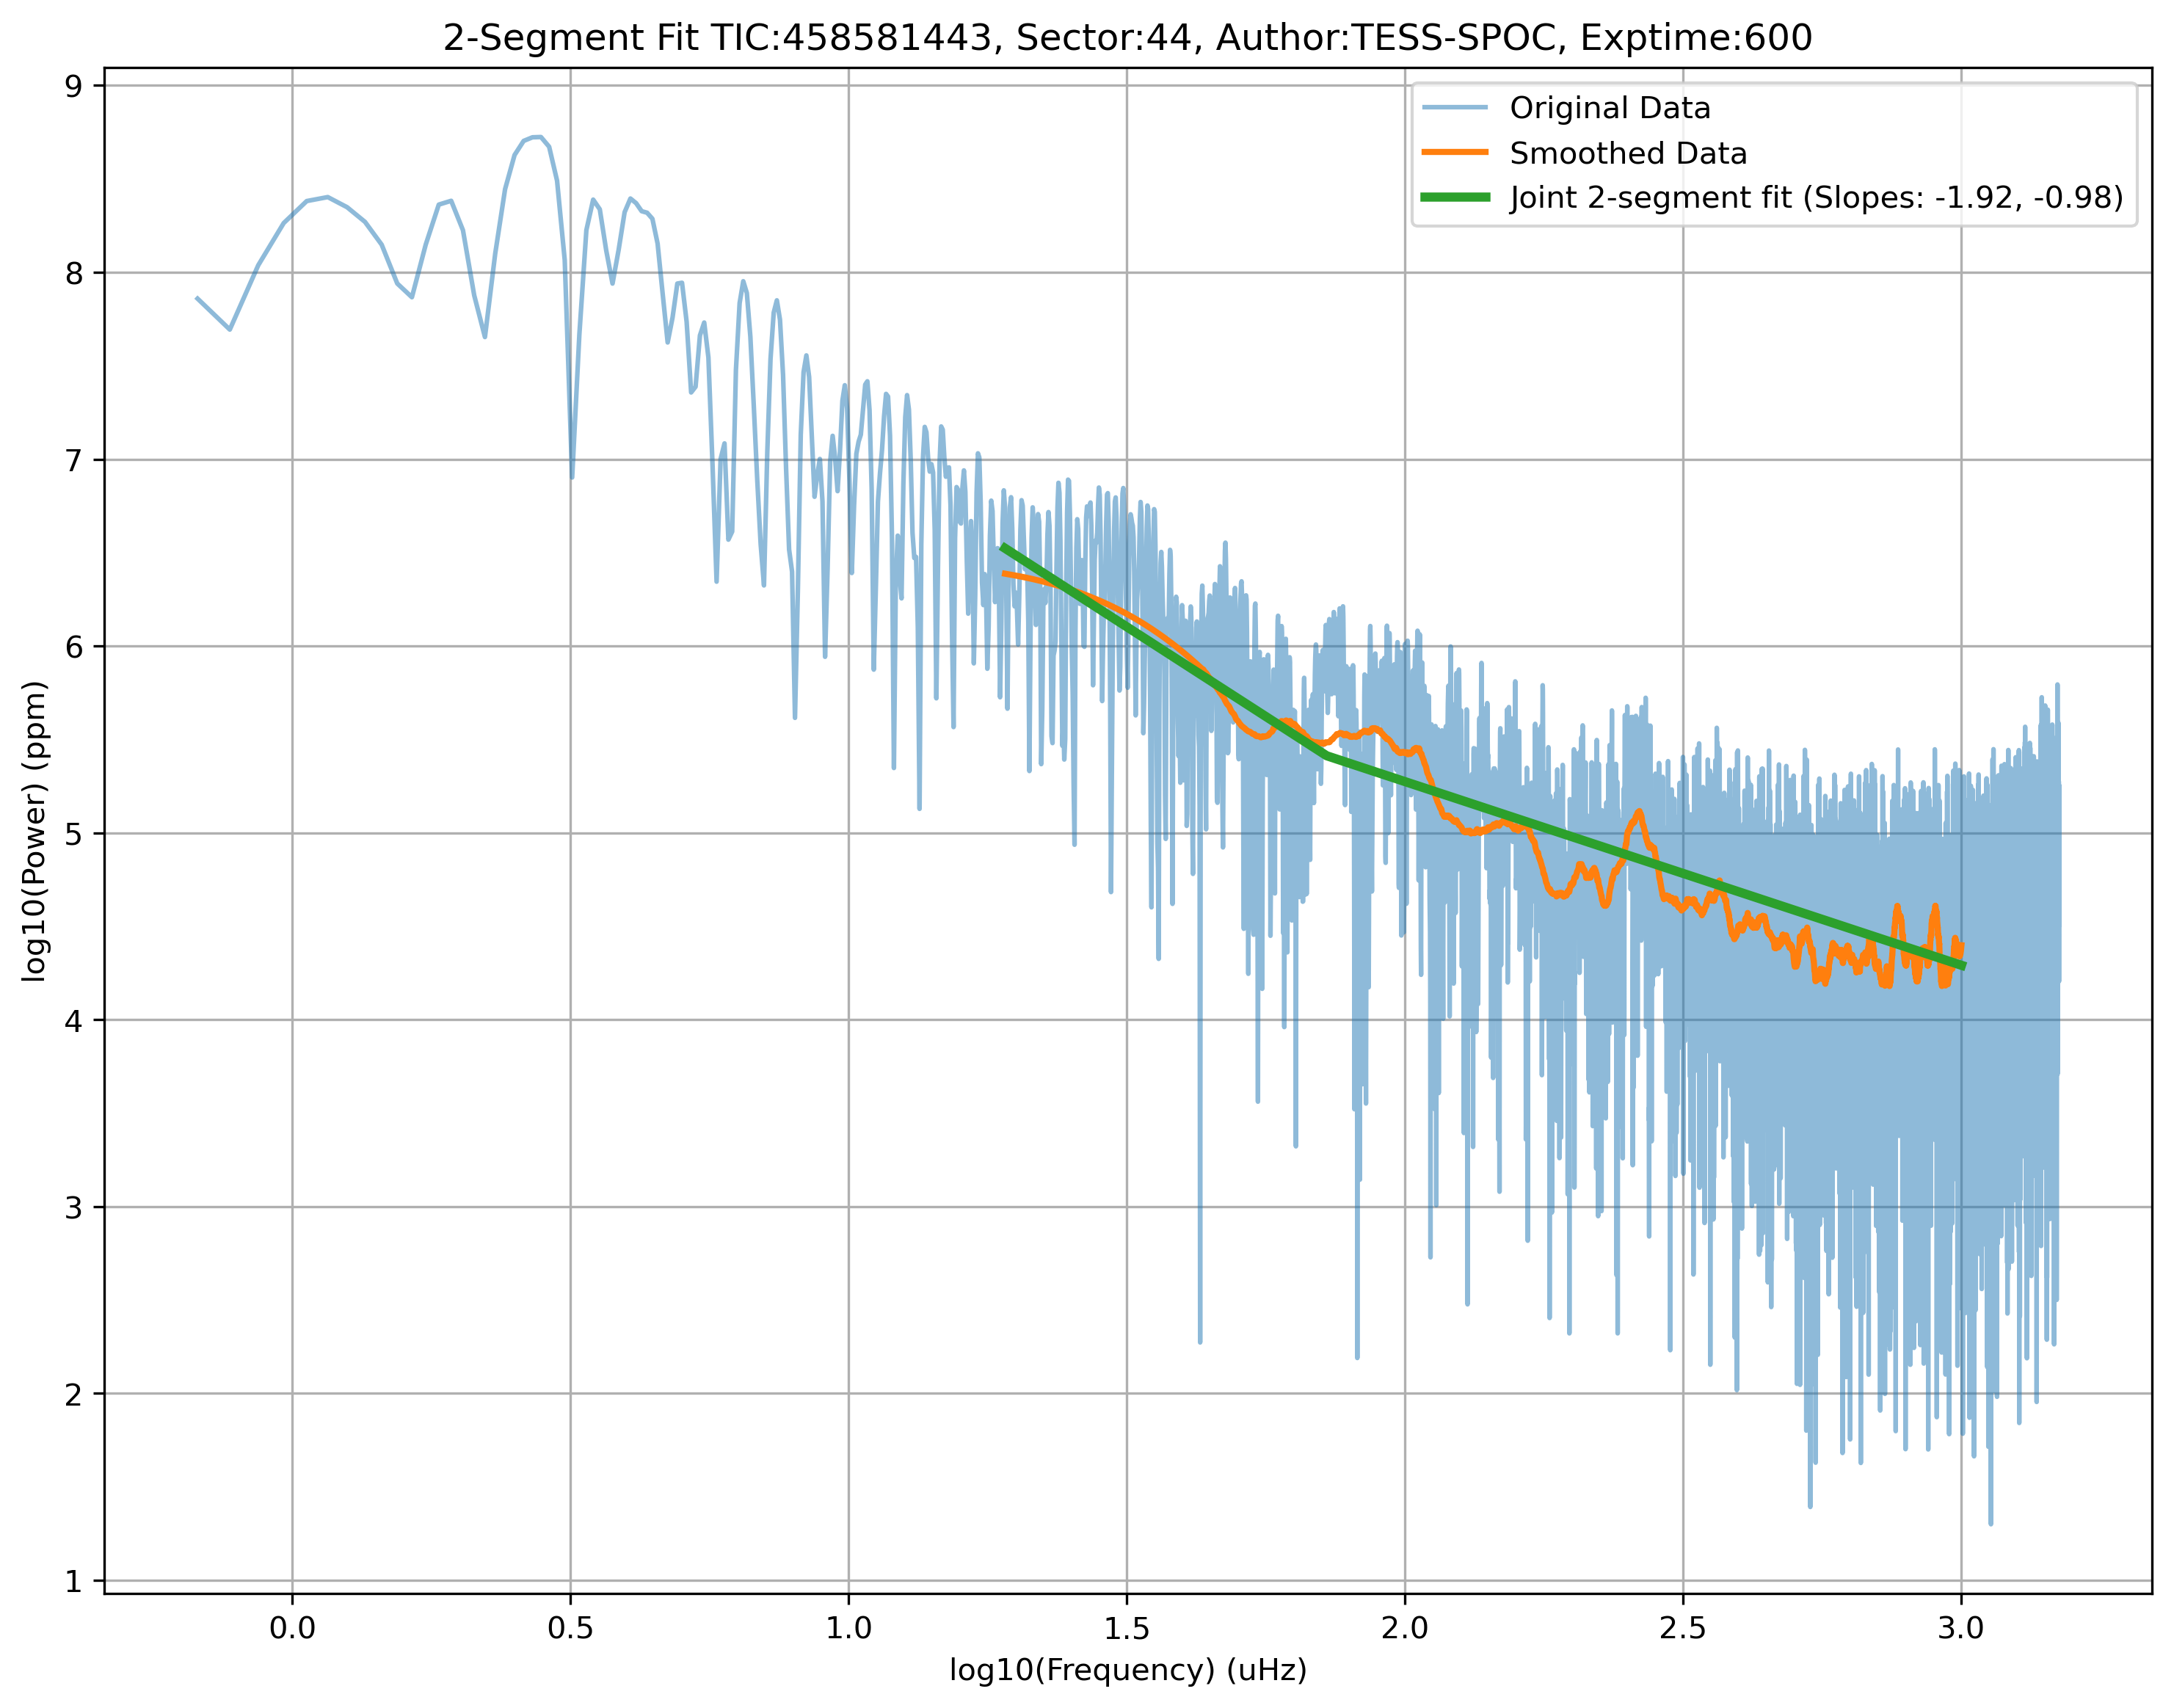 2-Segment Fit TIC:458581443, Sector:44, Author:TESS-SPOC, Exptime:600
Original Data
Smoothed Data
Joint 2-segment fit (Slopes: -1.92, -0.98)
log10(Power) (ppm)
9
8
7
6
5
4
3
2
1
0.0 0.5 1.0 1.5 2.0 2.5 3.0
log10(Frequency) (uHz)